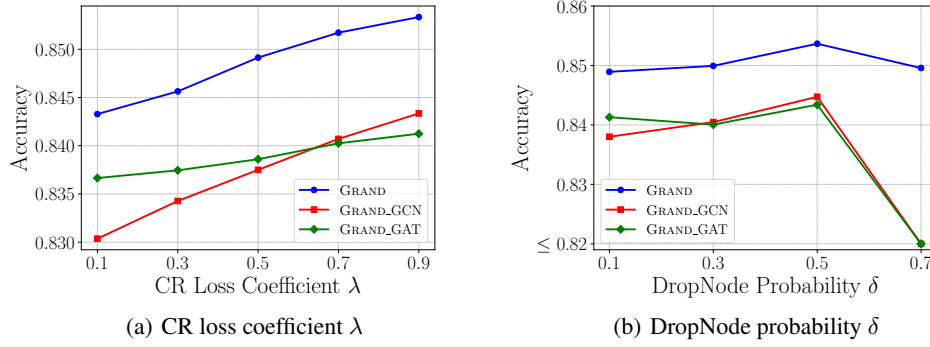 0.850
0.845
0.840
0.835
0.830
Accuracy
GRAND
GRAND_GCN
GRAND_GAT
0.1 0.3 0.5 0.7 0.9
CR Loss Coefficient λ
(a) CR loss coefficient λ
0.86
0.85
0.84
0.83
≤ 0.82
Accuracy
GRAND
GRAND_GCN
GRAND_GAT
0.1 0.3 0.5 0.7
DropNode Probability δ
(b) DropNode probability δ